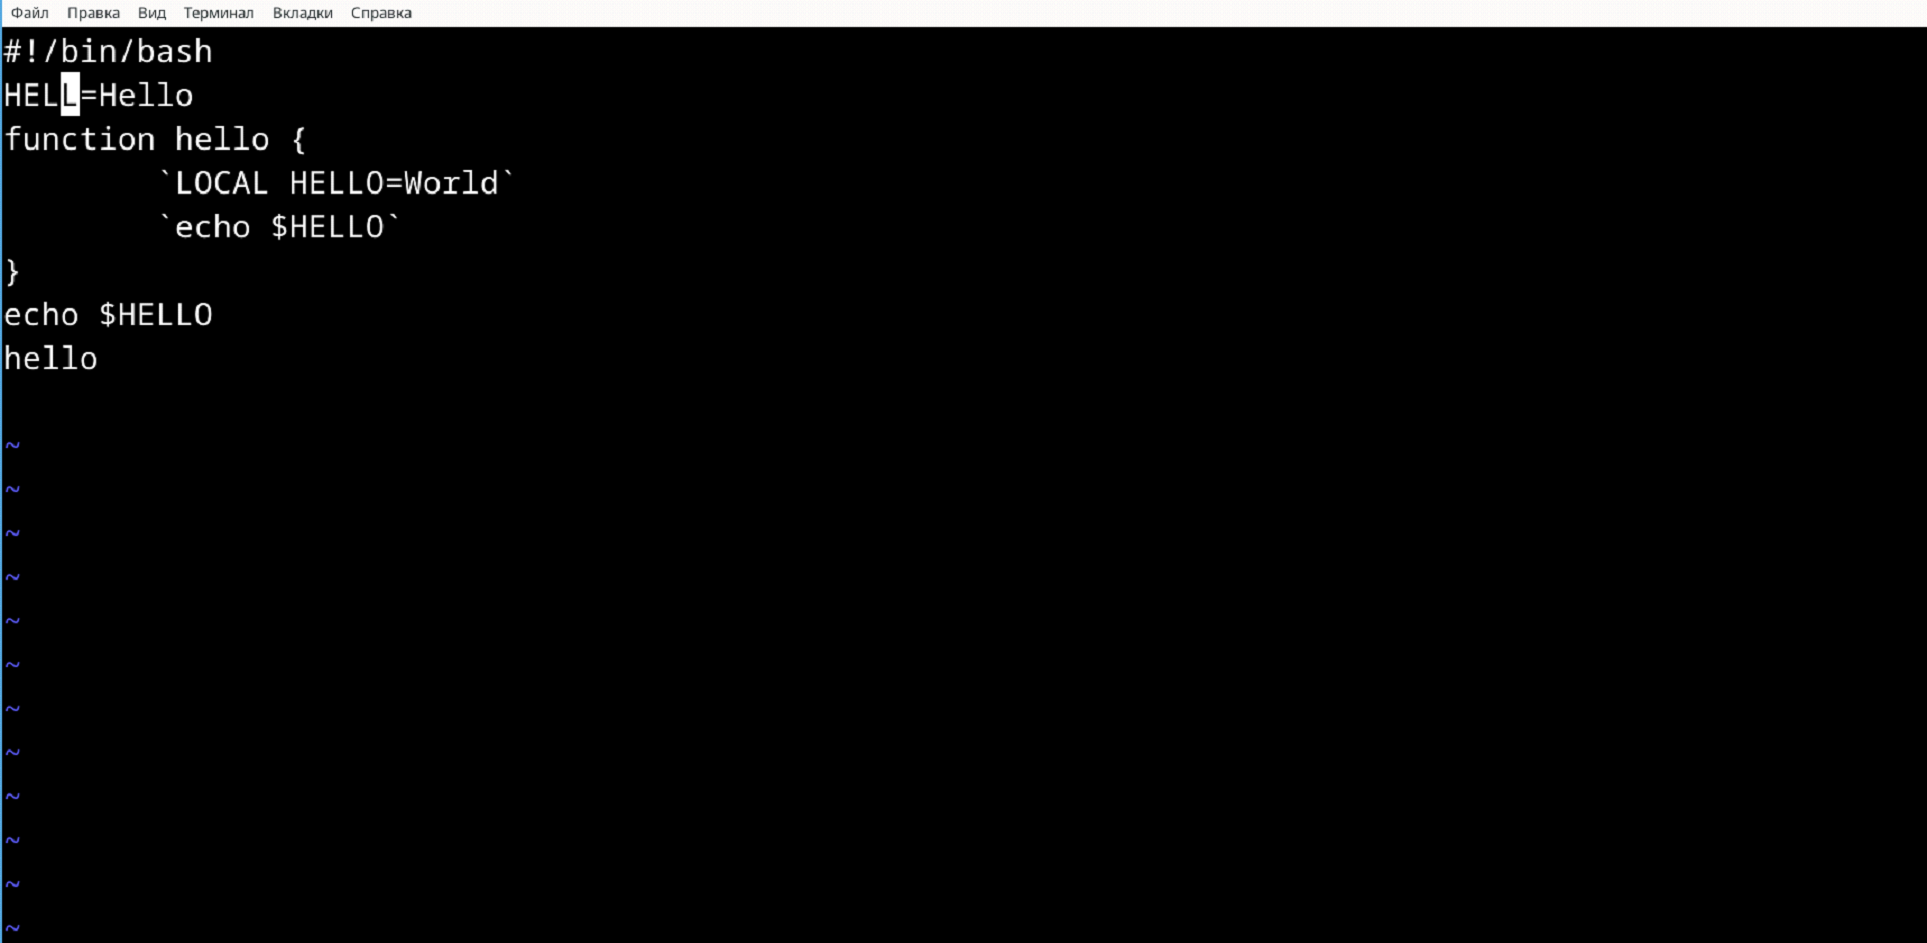 Файл Правка Вид Терминал Вкладки Справка
#!/bin/bash
HELL=Hello
function hello {
        `LOCAL HELLO=World`
        `echo $HELLO`
}
echo $HELLO
hello
~
~
~
~
~
~
~
~
~
~
~
~